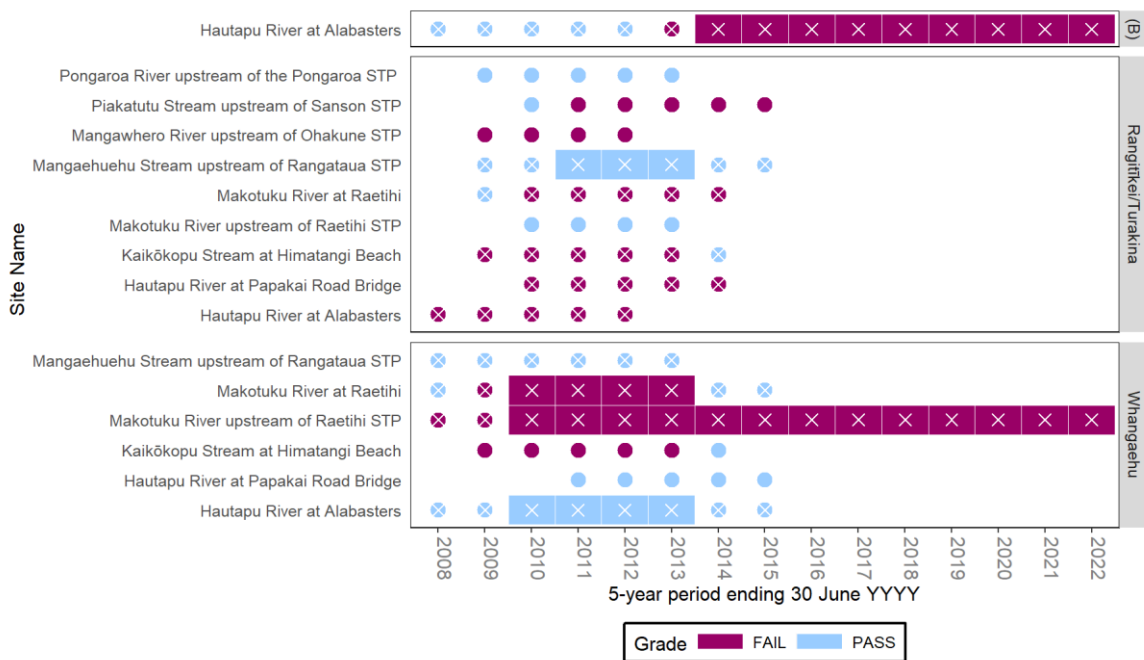 Hautapu River at Alabasters
(B)
Pongaroa River upstream of the Pongaroa STP
Piakatutu Stream upstream of Sanson STP
Mangawhero River upstream of Ohakune STP
Mangaehuehu Stream upstream of Rangataua STP
Makotuku River at Raetihi
Makotuku River upstream of Raetihi STP
Kaikōkopu Stream at Himatangi Beach
Hautapu River at Papakai Road Bridge
Hautapu River at Alabasters
Rangitīkei/Turakina
Mangaehuehu Stream upstream of Rangataua STP
Makotuku River at Raetihi
Makotuku River upstream of Raetihi STP
Kaikōkopu Stream at Himatangi Beach
Hautapu River at Papakai Road Bridge
Hautapu River at Alabasters
Whangaehu
Site Name
2008 2009 2010 2011 2012 2013 2014 2015 2016 2017 2018 2019 2020 2021 2022
5-year period ending 30 June YYYY
Grade FAIL PASS